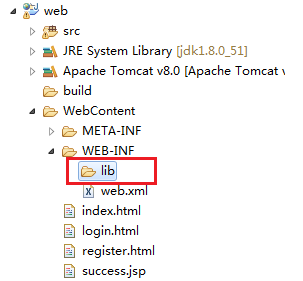 web
src
JRE System Library [jdk1.8.0_51]
Apache Tomcat v8.0 [Apache Tomcat v
build
WebContent
META-INF
WEB-INF
lib
web.xml
index.html
login.html
register.html
success.jsp